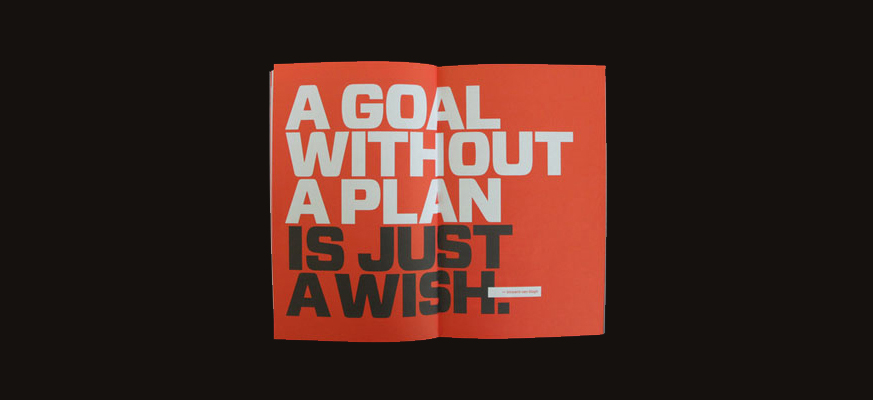 A GOAL
WITHOUT
A PLAN
IS JUST
A WISH.